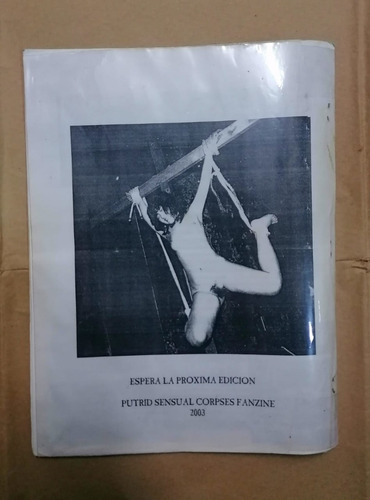 ESPERA LA PROXIMA EDICION
PUTRID SENSUAL CORPSES FANZINE
2003